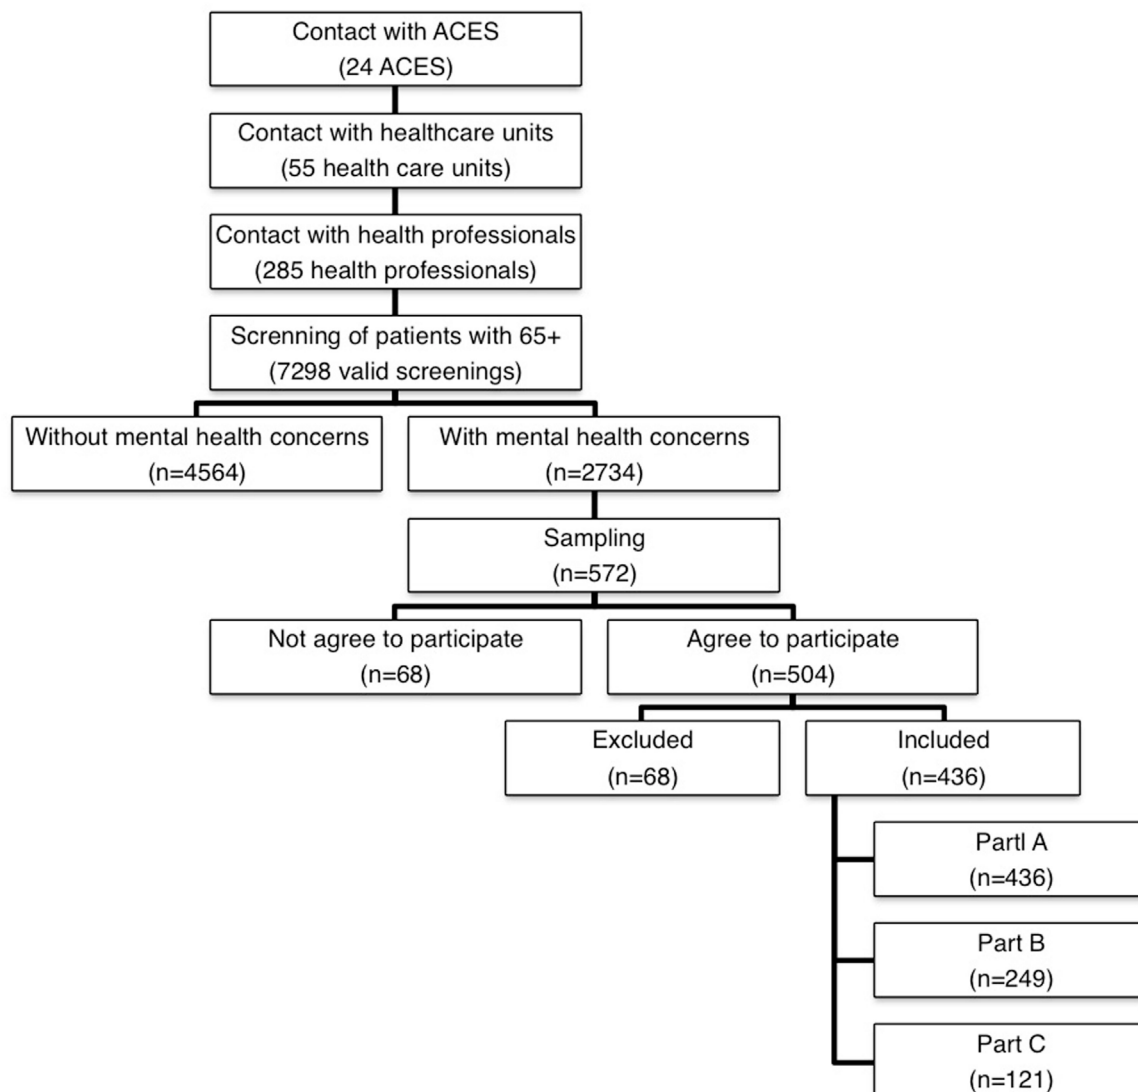 Contact with ACES
(24 ACES)
Contact with healthcare units
(55 health care units)
Contact with health professionals
(285 health professionals)
Screnning of patients with 65+
(7298 valid screenings)
Without mental health concerns
(n=4564)
With mental health concerns
(n=2734)
Sampling
(n=572)
Not agree to participate
(n=68)
Agree to participate
(n=504)
Excluded
(n=68)
Included
(n=436)
Partl A
(n=436)
Part B
(n=249)
Part C
(n=121)